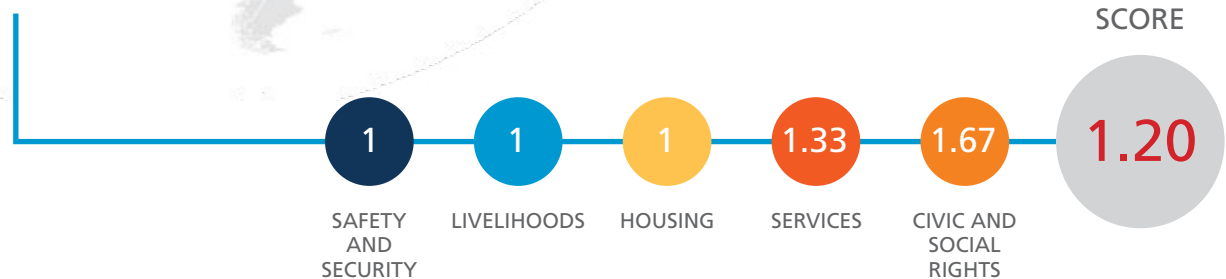 SCORE
1
1
1
1.33
1.67
1.20
SAFETY
AND
SECURITY
LIVELIHOODS
HOUSING
SERVICES
CIVIC AND
SOCIAL
RIGHTS